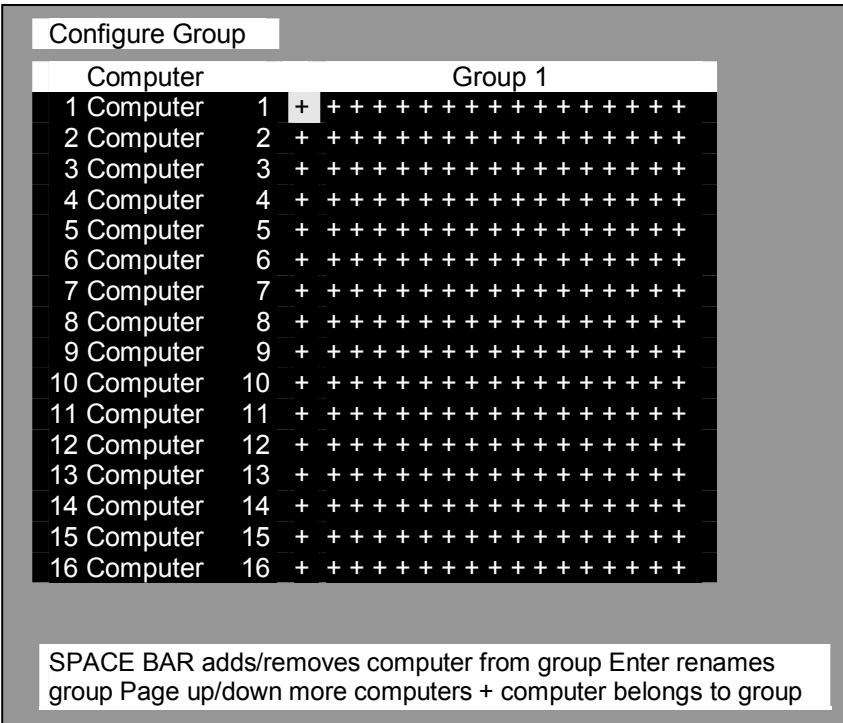 Configure Group
Computer Group 1
1 Computer 1 + + + + + + + + + + + + + + + + +
2 Computer 2 + + + + + + + + + + + + + + + + +
3 Computer 3 + + + + + + + + + + + + + + + + +
4 Computer 4 + + + + + + + + + + + + + + + + +
5 Computer 5 + + + + + + + + + + + + + + + + +
6 Computer 6 + + + + + + + + + + + + + + + + +
7 Computer 7 + + + + + + + + + + + + + + + + +
8 Computer 8 + + + + + + + + + + + + + + + + +
9 Computer 9 + + + + + + + + + + + + + + + + +
10 Computer 10 + + + + + + + + + + + + + + + + +
11 Computer 11 + + + + + + + + + + + + + + + + +
12 Computer 12 + + + + + + + + + + + + + + + + +
13 Computer 13 + + + + + + + + + + + + + + + + +
14 Computer 14 + + + + + + + + + + + + + + + + +
15 Computer 15 + + + + + + + + + + + + + + + + +
16 Computer 16 + + + + + + + + + + + + + + + + +
SPACE BAR adds/removes computer from group Enter renames
group Page up/down more computers + computer belongs to group